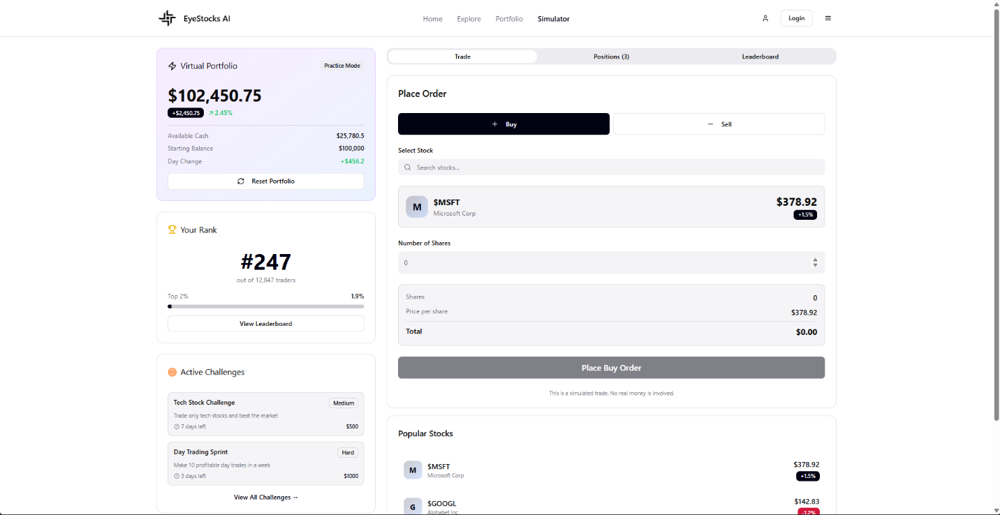 EyeStocks AI
Home Explore Portfolio Simulator
Login
Virtual Portfolio
Practice Mode
$102,450.75
+$2,450.75 2.45%
Available Cash $25,780.5
Starting Balance $100,000
Day Change +$456.2
Reset Portfolio
Your Rank
#247
out of 12,847 traders
Top 2% 1.9%
View Leaderboard
Active Challenges
Tech Stock Challenge Medium
Trade only tech stocks and beat the market
7 days left $500
Day Trading Sprint Hard
Make 10 profitable day trades in a week
3 days left $1000
View All Challenges →
Trade Positions (3) Leaderboard
Place Order
+ Buy − Sell
Select Stock
Search stocks...
M
$MSFT $378.92
Microsoft Corp +1.5%
Number of Shares
0
Shares 0
Price per share $378.92
Total $0.00
Place Buy Order
This is a simulated trade. No real money is involved.
Popular Stocks
M
$MSFT $378.92
Microsoft Corp +1.5%
G
$GOOGL $142.83
Alphabet Inc -1.2%